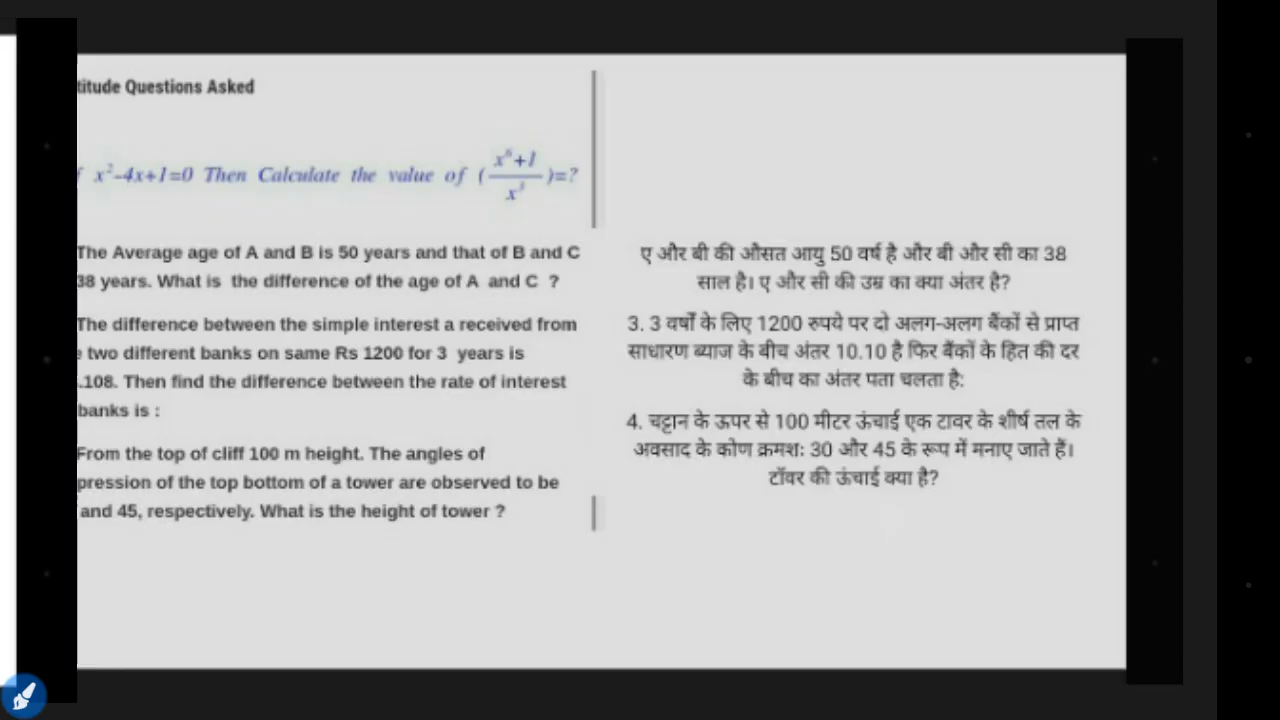 titude Questions Asked
f x²-4x+1=0 Then Calculate the value of (x⁶+1/x³)=?
The Average age of A and B is 50 years and that of B and C
38 years. What is the difference of the age of A and C ?
The difference between the simple interest a received from
two different banks on same Rs 1200 for 3 years is
.108. Then find the difference between the rate of interest
banks is :
From the top of cliff 100 m height. The angles of
pression of the top bottom of a tower are observed to be
and 45, respectively. What is the height of tower ?
ए और बी की औसत आयु 50 वर्ष है और बी और सी का 38
साल है। ए और सी की उम्र का क्या अंतर है?
3. 3 वर्षों के लिए 1200 रुपये पर दो अलग-अलग बैंकों से प्राप्त
साधारण ब्याज के बीच अंतर 10.10 है फिर बैंकों के हित की दर
के बीच का अंतर पता चलता है:
4. चट्टान के ऊपर से 100 मीटर ऊंचाई एक टावर के शीर्ष तल के
अवसाद के कोण क्रमशः 30 और 45 के रूप में मनाए जाते हैं।
टॉवर की ऊंचाई क्या है?